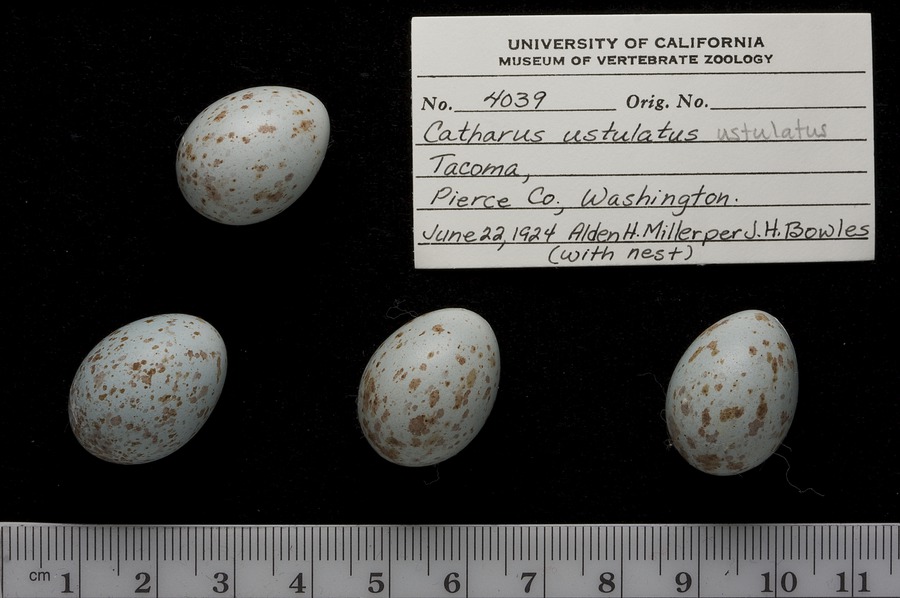 UNIVERSITY OF CALIFORNIA
MUSEUM OF VERTEBRATE ZOOLOGY
No. 4039 Orig. No.
Catharus ustulatus ustulatus
Tacoma,
Pierce Co., Washington.
June 22, 1924 Alden H. Miller per J.H. Bowles
(with nest)
cm 1 2 3 4 5 6 7 8 9 10 11